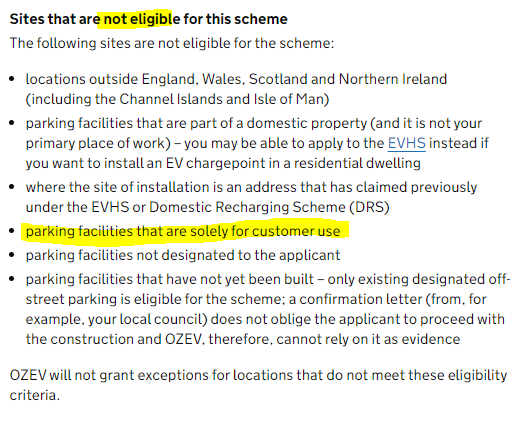 Sites that are not eligible for this scheme
The following sites are not eligible for the scheme:
• locations outside England, Wales, Scotland and Northern Ireland
(including the Channel Islands and Isle of Man)
• parking facilities that are part of a domestic property (and it is not your
primary place of work) – you may be able to apply to the EVHS instead if
you want to install an EV chargepoint in a residential dwelling
• where the site of installation is an address that has claimed previously
under the EVHS or Domestic Recharging Scheme (DRS)
• parking facilities that are solely for customer use
• parking facilities not designated to the applicant
• parking facilities that have not yet been built – only existing designated off-
street parking is eligible for the scheme; a confirmation letter (from, for
example, your local council) does not oblige the applicant to proceed with
the construction and OZEV, therefore, cannot rely on it as evidence
OZEV will not grant exceptions for locations that do not meet these eligibility
criteria.